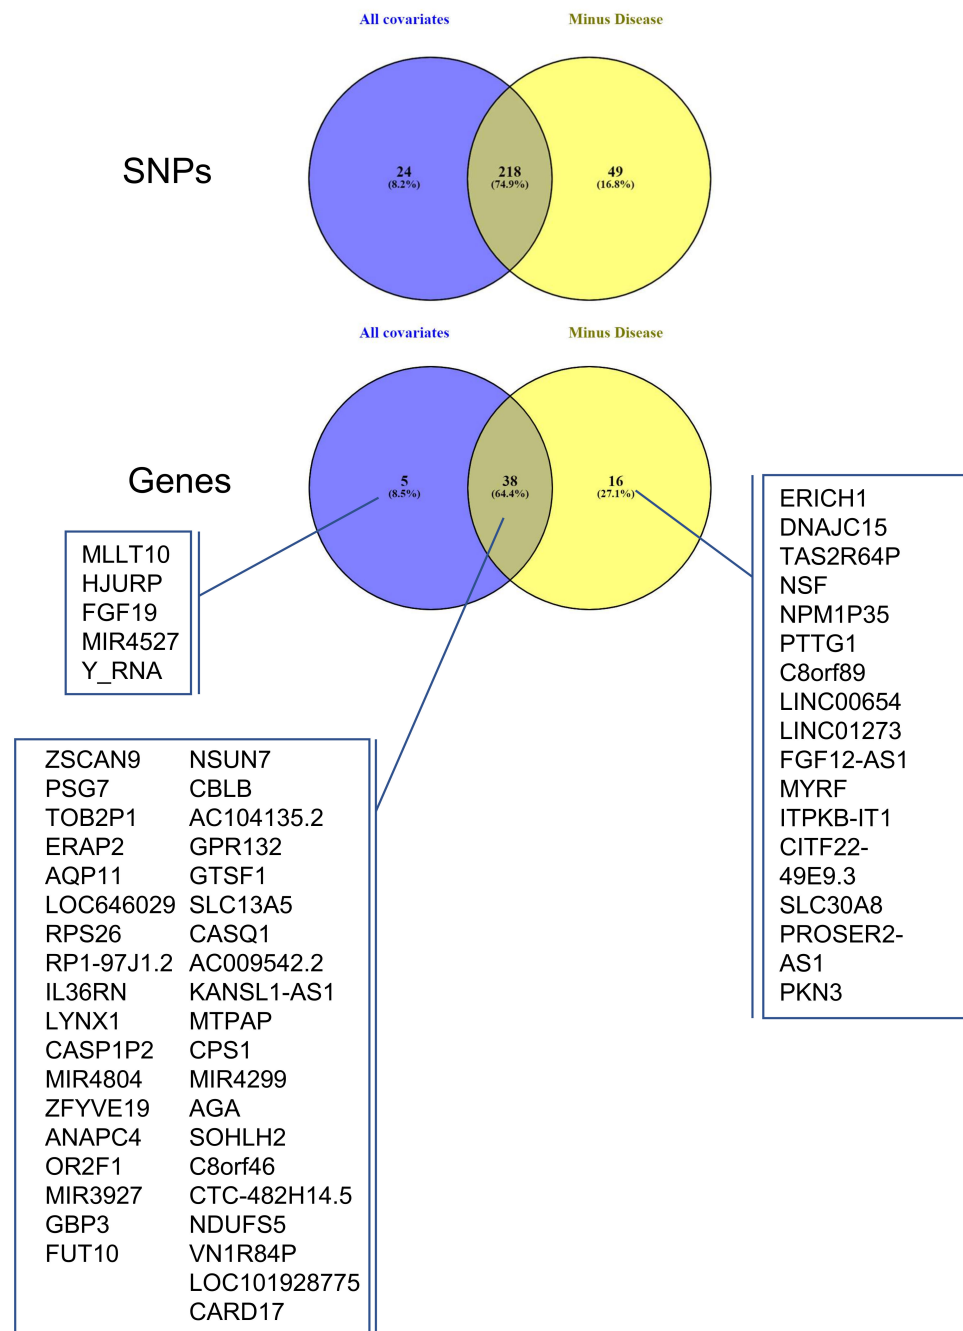 All covariates
Minus Disease
SNPs
24
(8.2%)
218
(74.9%)
49
(16.8%)
All covariates
Minus Disease
Genes
5
(8.5%)
38
(64.4%)
16
(27.1%)
MLLT10
HJURP
FGF19
MIR4527
Y_RNA
ERICH1
DNAJC15
TAS2R64P
NSF
NPM1P35
PTTG1
C8orf89
LINC00654
LINC01273
FGF12-AS1
MYRF
ITPKB-IT1
CITF22-
49E9.3
SLC30A8
PROSER2-
AS1
PKN3
ZSCAN9
PSG7
TOB2P1
ERAP2
AQP11
LOC646029
RPS26
RP1-97J1.2
IL36RN
LYNX1
CASP1P2
MIR4804
ZFYVE19
ANAPC4
OR2F1
MIR3927
GBP3
FUT10
NSUN7
CBLB
AC104135.2
GPR132
GTSF1
SLC13A5
CASQ1
AC009542.2
KANSL1-AS1
MTPAP
CPS1
MIR4299
AGA
SOHLH2
C8orf46
CTC-482H14.5
NDUFS5
VN1R84P
LOC101928775
CARD17